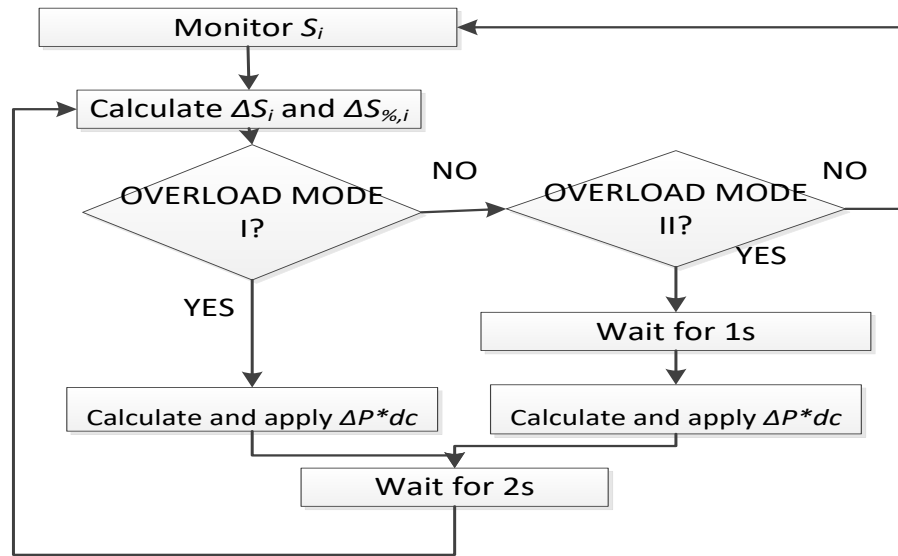 Monitor Si
Calculate ΔSi and ΔS%,i
OVERLOAD MODE
I?
NO
OVERLOAD MODE
II?
NO
YES
YES
Wait for 1s
Calculate and apply ΔP*dc
Calculate and apply ΔP*dc
Wait for 2s